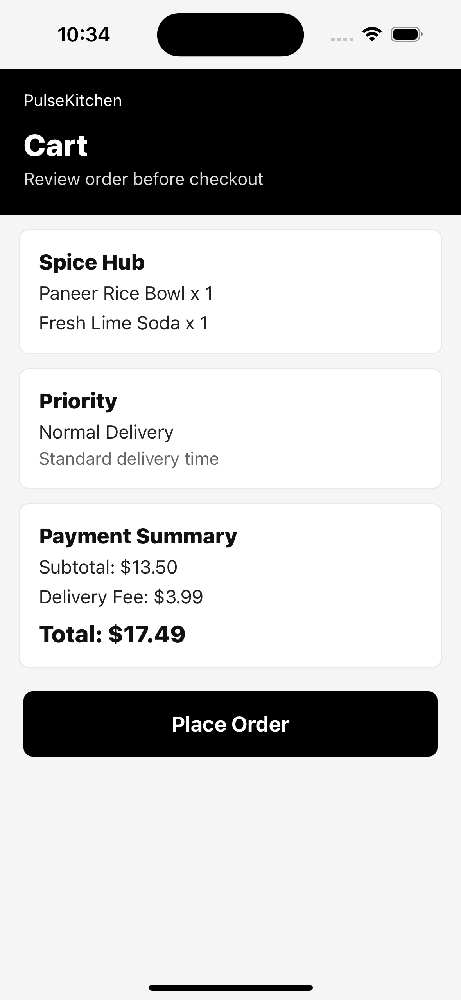 10:34
PulseKitchen
Cart
Review order before checkout
Spice Hub
Paneer Rice Bowl x 1
Fresh Lime Soda x 1
Priority
Normal Delivery
Standard delivery time
Payment Summary
Subtotal: $13.50
Delivery Fee: $3.99
Total: $17.49
Place Order